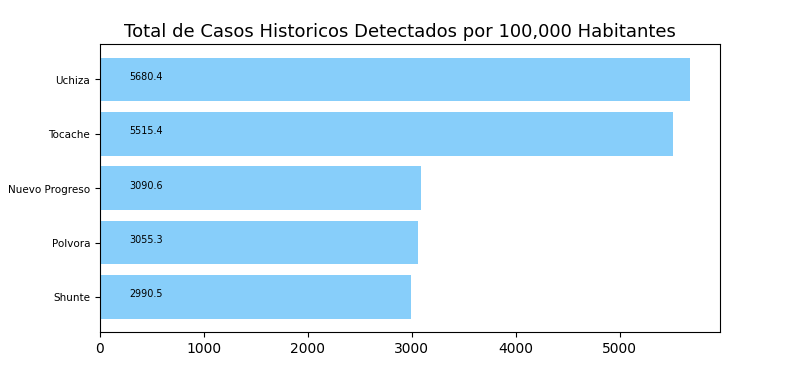 Total de Casos Historicos Detectados por 100,000 Habitantes
Uchiza 5680.4
Tocache 5515.4
Nuevo Progreso 3090.6
Polvora 3055.3
Shunte 2990.5
0 1000 2000 3000 4000 5000